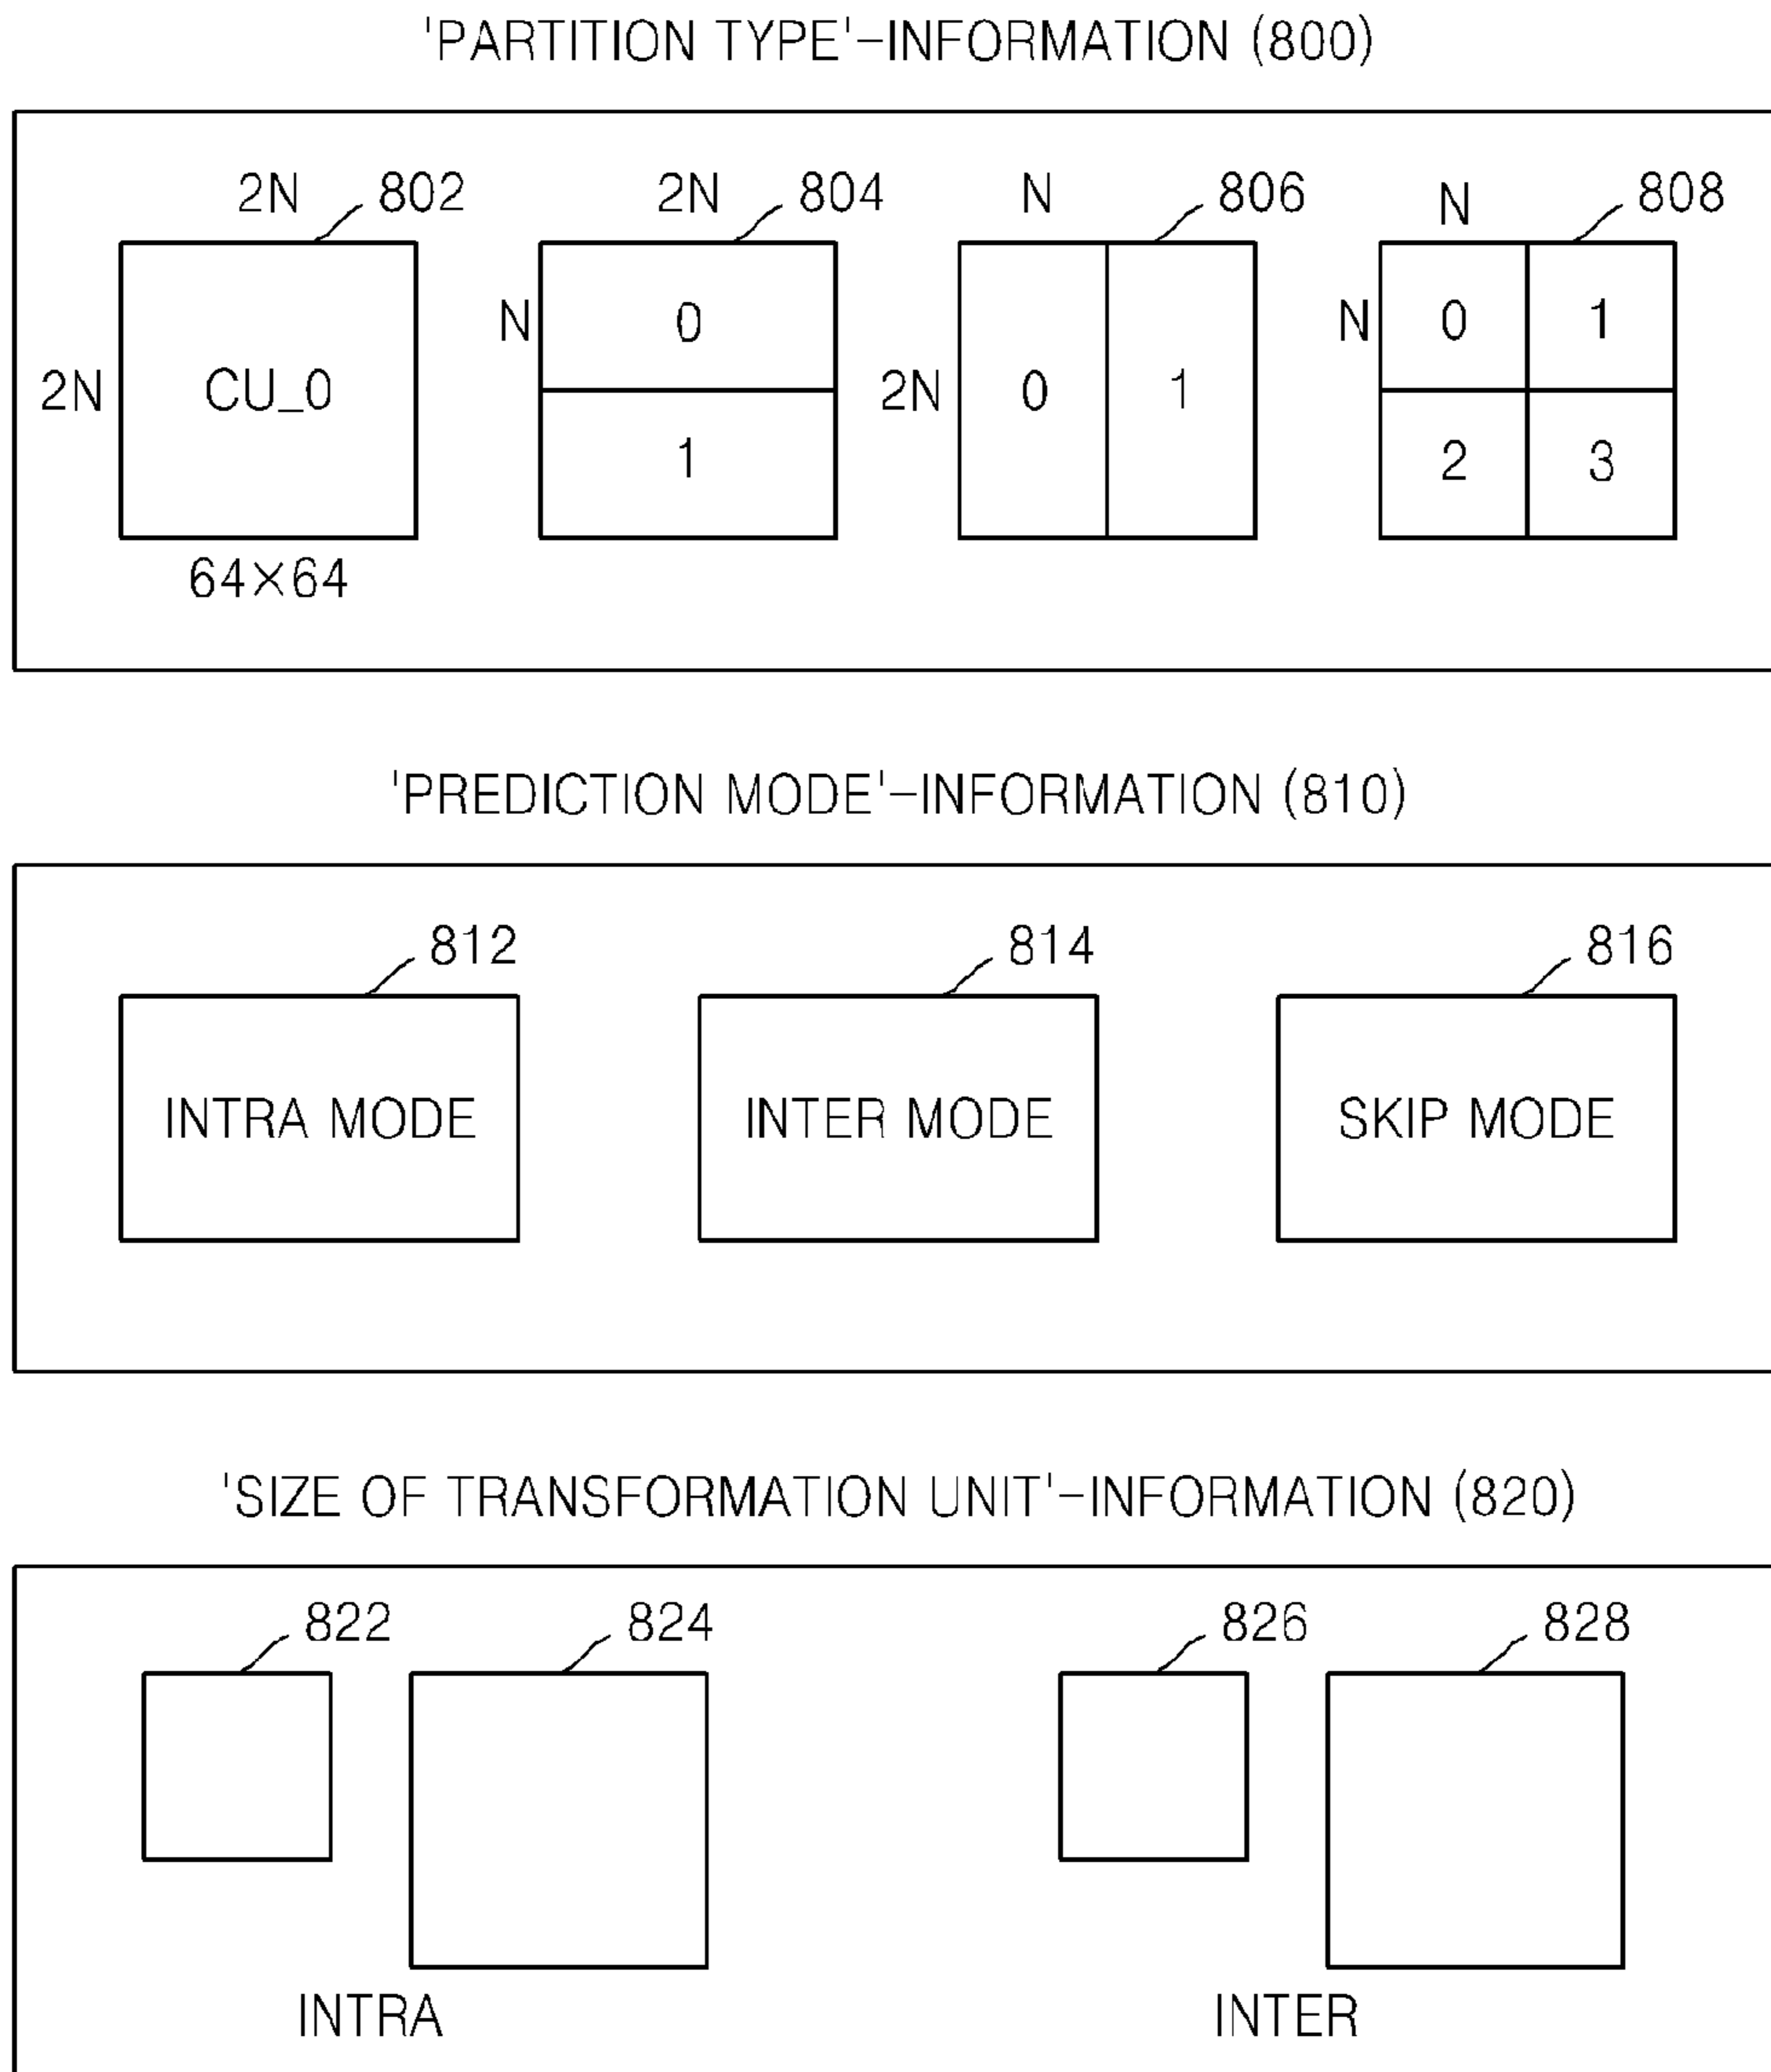 'PARTITION TYPE'-INFORMATION (800)
2N 802 2N 804 N 806 N 808
2N CU_0 N 0 1 2N 0 1 N 0 1 2 3
64×64
'PREDICTION MODE'-INFORMATION (810)
812 814 816
INTRA MODE INTER MODE SKIP MODE
'SIZE OF TRANSFORMATION UNIT'-INFORMATION (820)
822 824 826 828
INTRA INTER